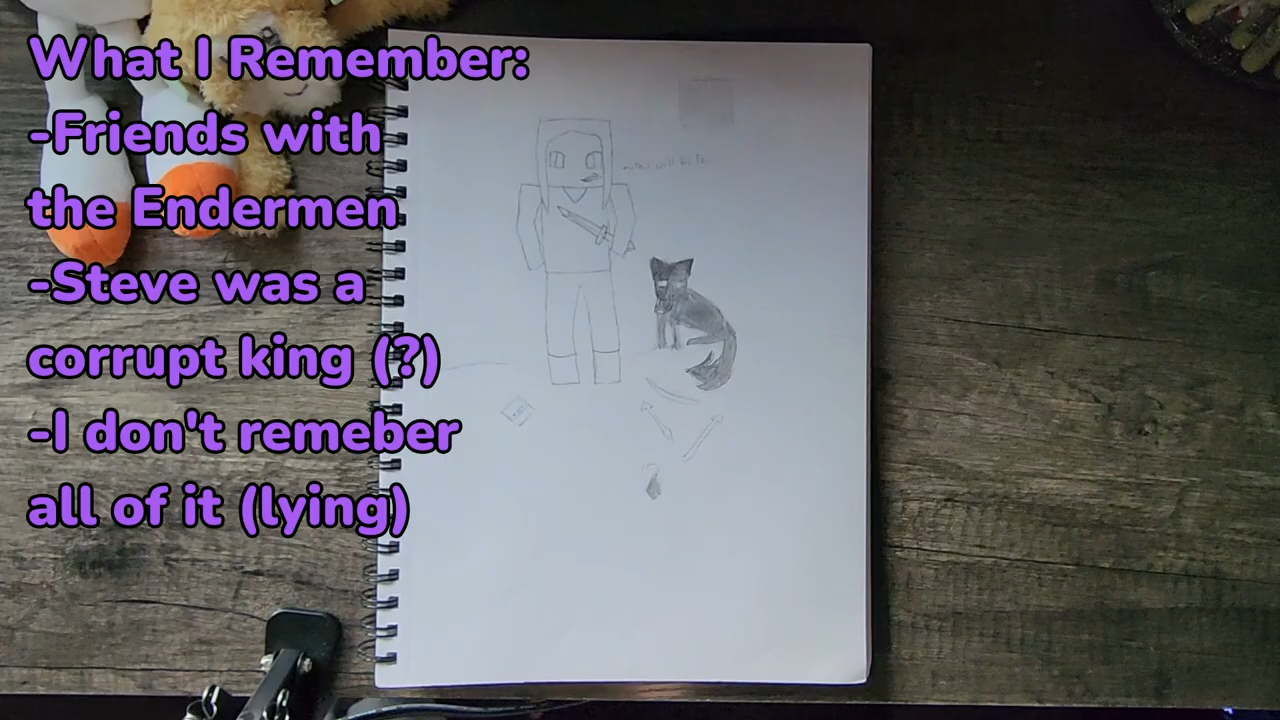 What I Remember:
-Friends with
the Endermen
-Steve was a
corrupt king (?)
-I don't remeber
all of it (lying)